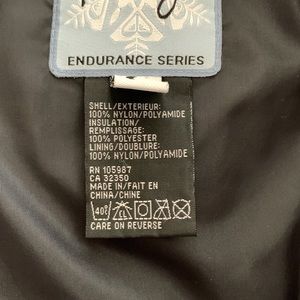 ENDURANCE SERIES
SHELL/EXTERIEUR:
100% NYLON/POLYAMIDE
INSULATION/
REMPLISSAGE:
100% POLYESTER
LINING/DOUBLURE:
100% NYLON/POLYAMIDE
RN 105987
CA 32350
MADE IN/FAIT EN
CHINA/CHINE
40°
CARE ON REVERSE